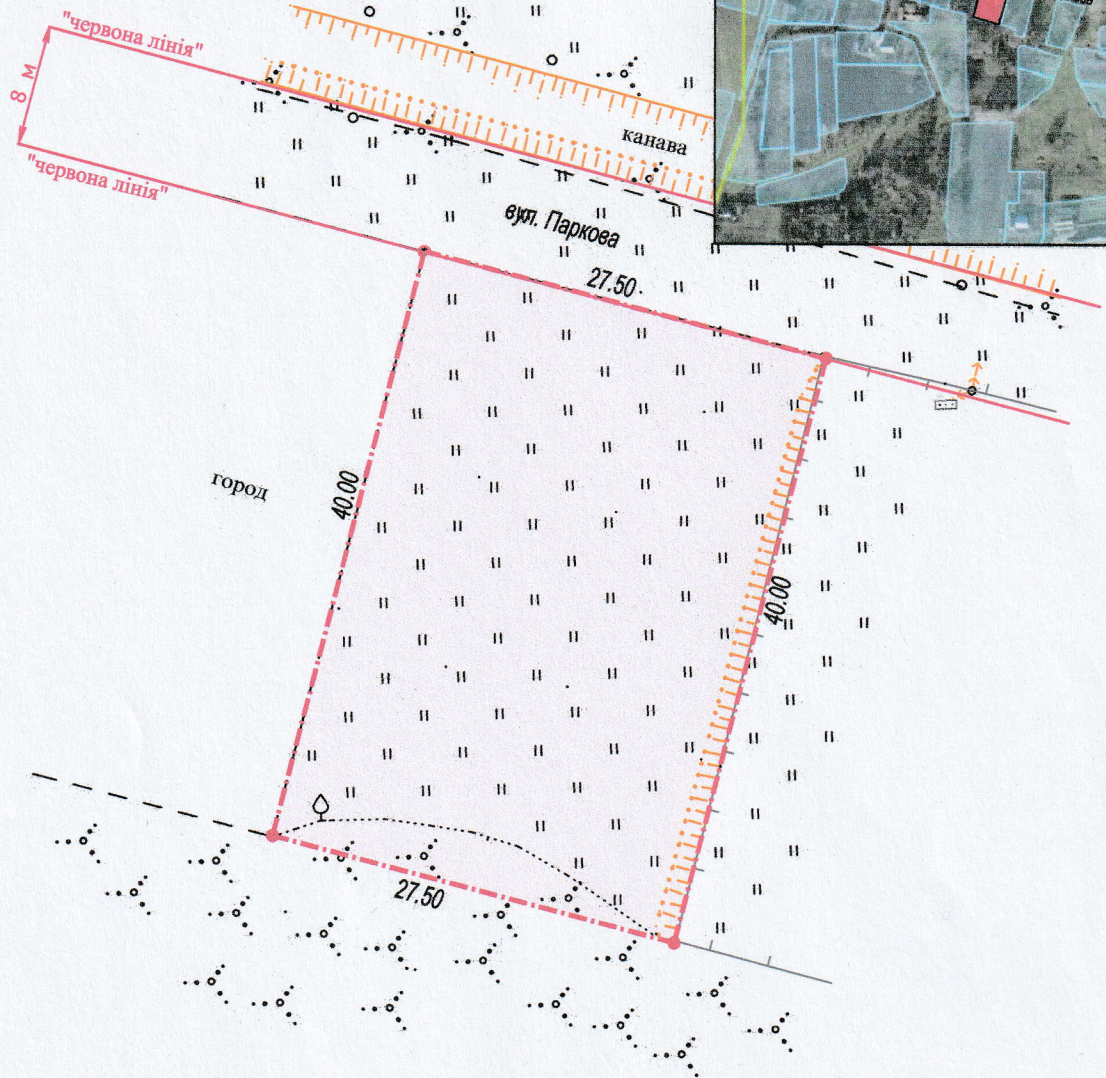 "червона лінія"
8 м
"червона лінія"
канава
вул. Паркова
27.50
город
40.00
40.00
27.50